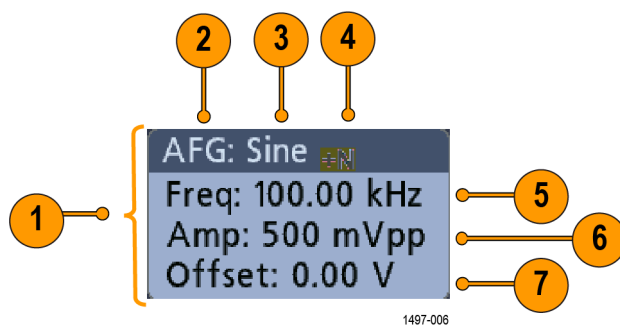 2 3 4
AFG: Sine +N
1
Freq: 100.00 kHz 5
Amp: 500 mVpp 6
Offset: 0.00 V 7
1497-006